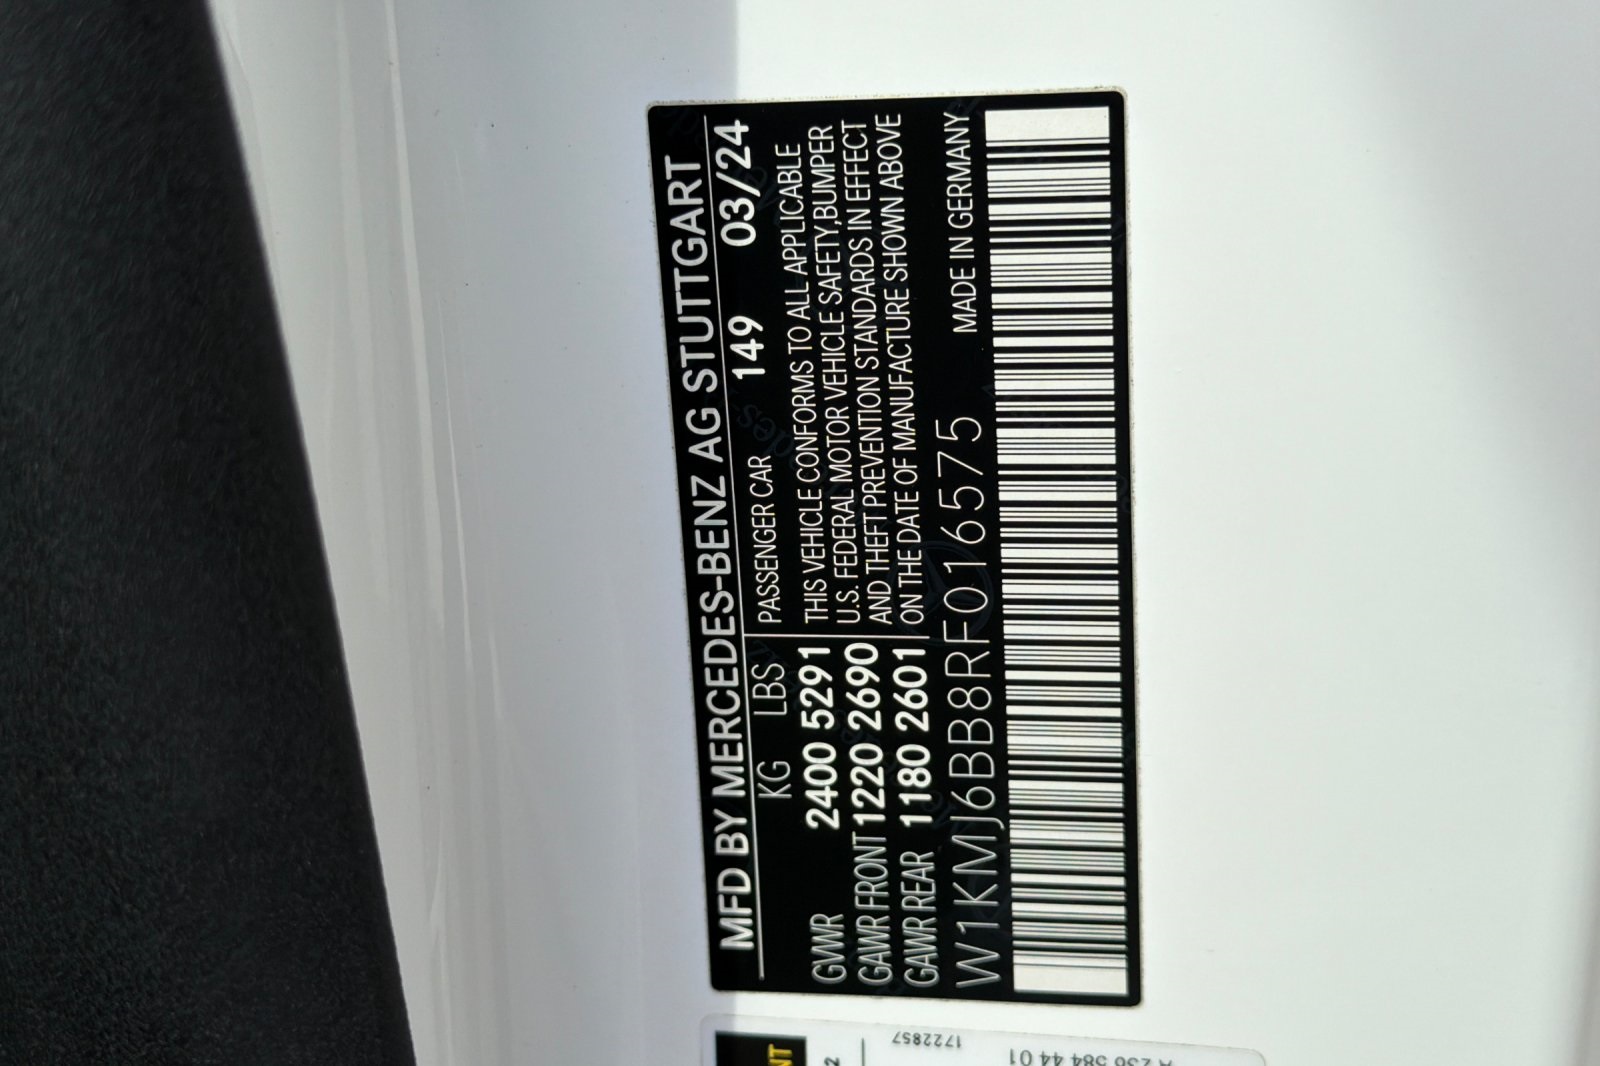 MFD BY MERCEDES-BENZ AG STUTTGART
KG LBS PASSENGER CAR 149 03/24
GVWR 2400 5291
GAWR FRONT 1220 2690
GAWR REAR 1180 2601
THIS VEHICLE CONFORMS TO ALL APPLICABLE
U.S. FEDERAL MOTOR VEHICLE SAFETY,BUMPER
AND THEFT PREVENTION STANDARDS IN EFFECT
ON THE DATE OF MANUFACTURE SHOWN ABOVE
W1KMJ6BB8RF016575 MADE IN GERMANY
1722857